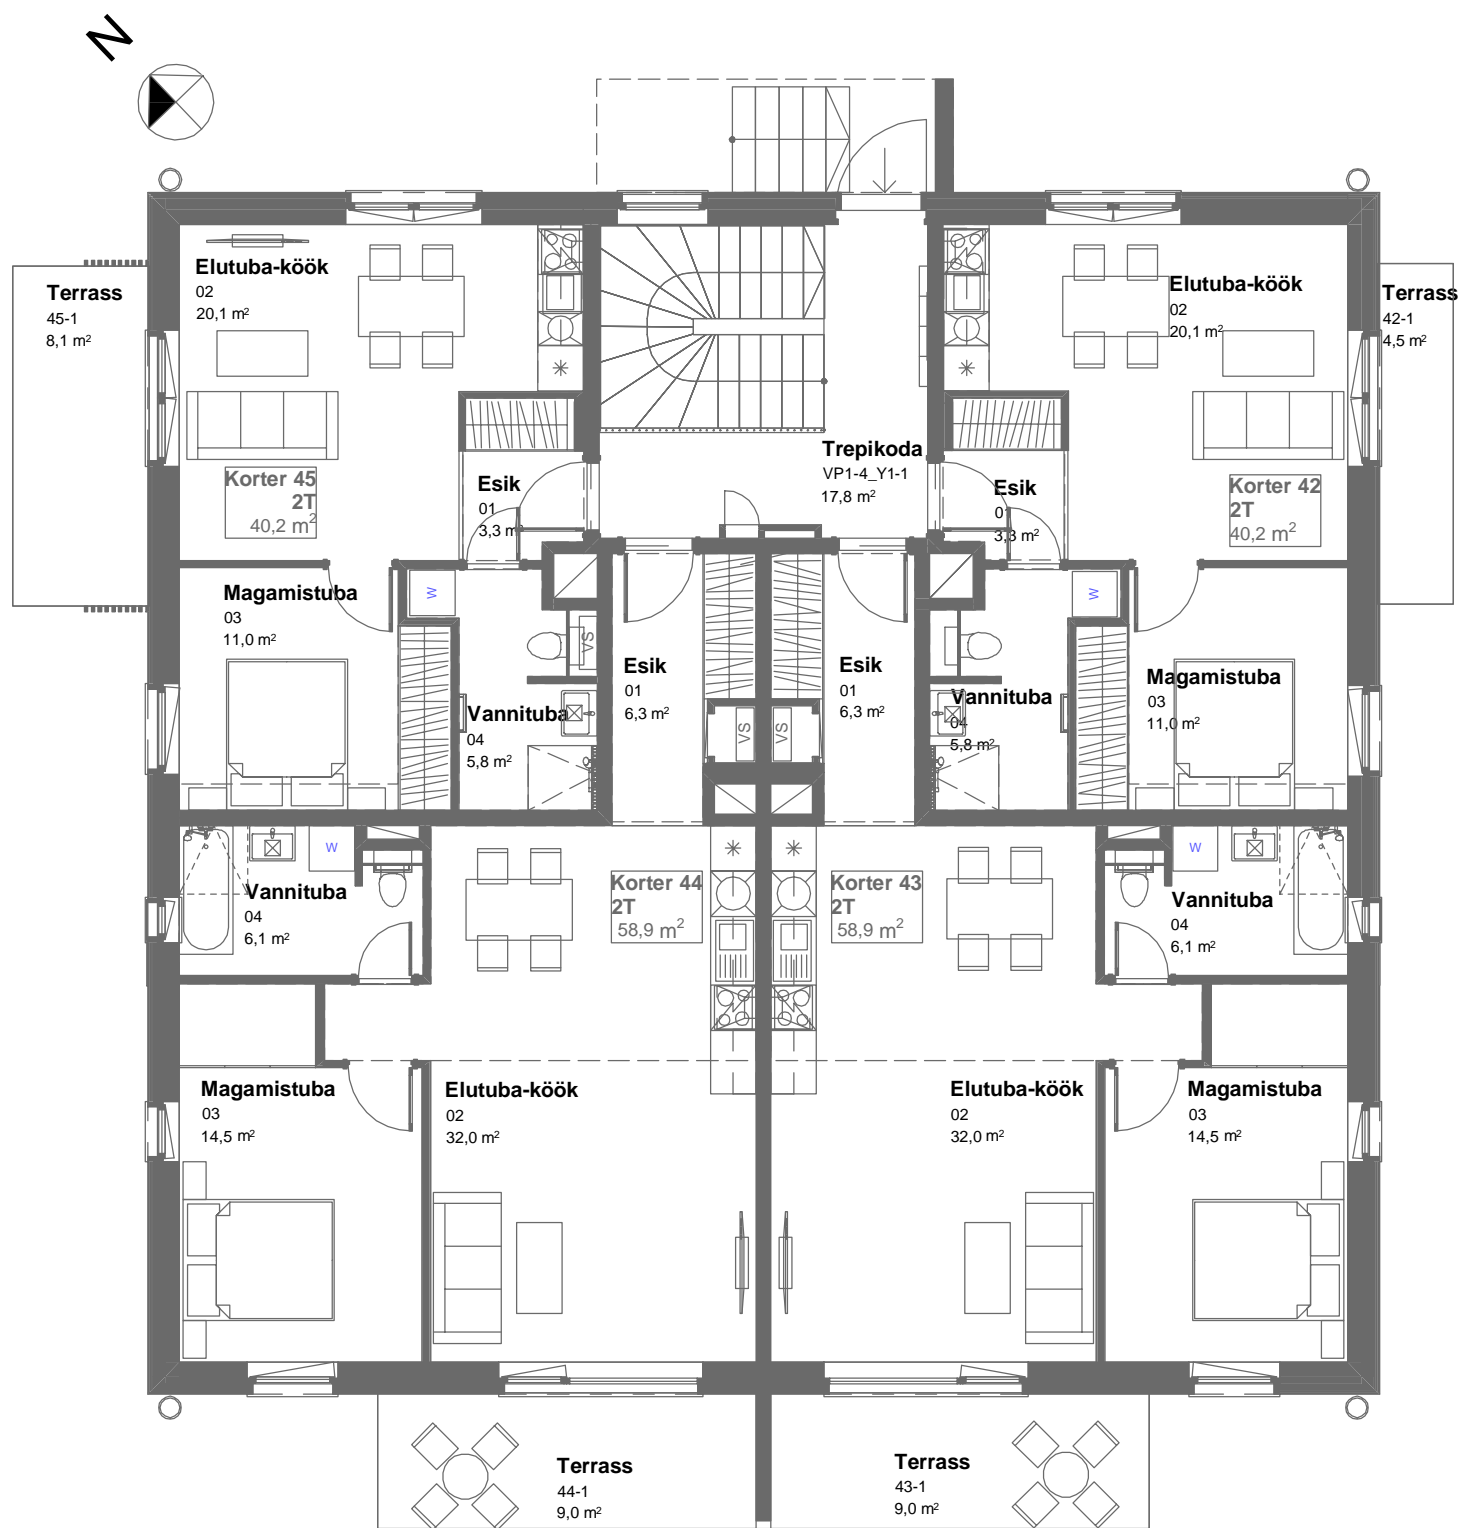 N
Elutuba-köök
02
20,1 m²
Terrass
45-1
8,1 m²
Elutuba-köök
02
20,1 m²
Terrass
42-1
4,5 m²
Korter 45
2T
40,2 m²
Esik
01
3,3 m²
Trepikoda
VP1-4_Y1-1
17,8 m²
Esik
01
3,3 m²
Korter 42
2T
40,2 m²
Magamistuba
03
11,0 m²
W
VS
Esik
01
6,3 m²
Esik
01
6,3 m²
W
Magamistuba
03
11,0 m²
Vannituba
04
5,8 m²
VS
VS
Vannituba
04
5,8 m²
W
Vannituba
04
6,1 m²
Korter 44
2T
58,9 m²
Korter 43
2T
58,9 m²
W
Vannituba
04
6,1 m²
Magamistuba
03
14,5 m²
Elutuba-köök
02
32,0 m²
Elutuba-köök
02
32,0 m²
Magamistuba
03
14,5 m²
Terrass
44-1
9,0 m²
Terrass
43-1
9,0 m²